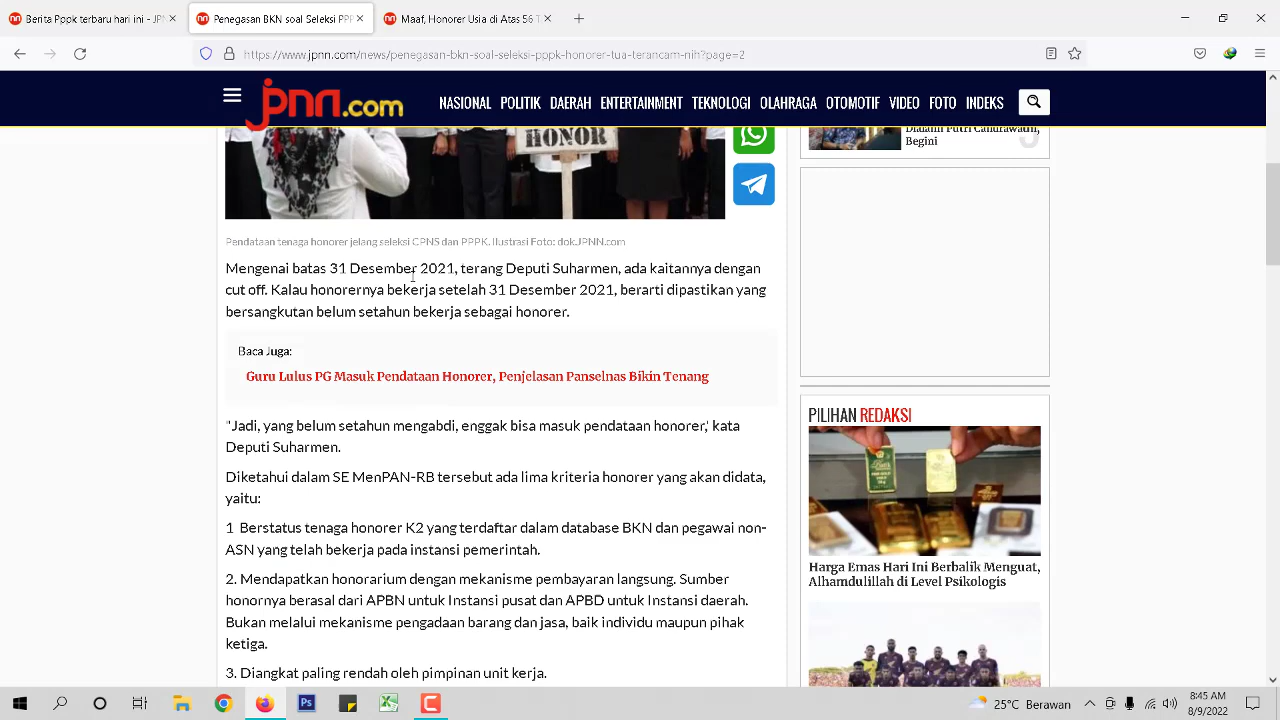 Berita Pppk terbaru hari ini - JPN
Penjagasan BKN soal Seleksi PPP
Maaf, Honorer Usia di Atas 56 T
https://www.jpnn.com/news/penjagasan-bkn-soal-seleksi-pppk-honorer-tua-terancam-nih?page=2
jpnn.com
NASIONAL POLITIK DAERAH ENTERTAINMENT TEKNOLOGI OLAHRAGA OTOMOTIF VIDEO FOTO INDEKS
HONOR
Didalami Putri Candrawathi,
Begini
Pendataan tenaga honorer jelang seleksi CPNS dan PPPK. Ilustrasi Foto: dok.JPNN.com
Mengenai batas 31 Desember 2021, terang Deputi Suharmen, ada kaitannya dengan
cut off. Kalau honorernya bekerja setelah 31 Desember 2021, berarti dipastikan yang
bersangkutan belum setahun bekerja sebagai honorer.
Baca Juga:
Guru Lulus PG Masuk Pendataan Honorer, Penjelasan Panselnas Bikin Tenang
"Jadi, yang belum setahun mengabdi, enggak bisa masuk pendataan honorer,' kata
Deputi Suharmen.
Diketahui dalam SE MenPAN-RB tersebut ada lima kriteria honorer yang akan didata,
yaitu:
1 Berstatus tenaga honorer K2 yang terdaftar dalam database BKN dan pegawai non-
ASN yang telah bekerja pada instansi pemerintah.
2. Mendapatkan honorarium dengan mekanisme pembayaran langsung. Sumber
honornya berasal dari APBN untuk Instansi pusat dan APBD untuk Instansi daerah.
Bukan melalui mekanisme pengadaan barang dan jasa, baik individu maupun pihak
ketiga.
3. Diangkat paling rendah oleh pimpinan unit kerja.
PILIHAN REDAKSI
Harga Emas Hari Ini Berbalik Menguat,
Alhamdulillah di Level Psikologis
25°C Berawan
8:45 AM
8/9/2022